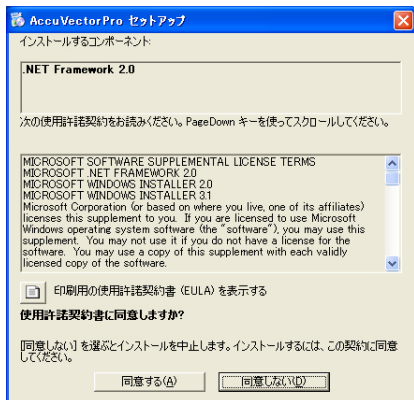 AccuVectorPro セットアップ
インストールするコンポーネント:
.NET Framework 2.0
次の使用許諾契約をお読みください。PageDown キーを使ってスクロールしてください。
MICROSOFT SOFTWARE SUPPLEMENTAL LICENSE TERMS
MICROSOFT .NET FRAMEWORK 2.0
MICROSOFT WINDOWS INSTALLER 2.0
MICROSOFT WINDOWS INSTALLER 3.1
Microsoft Corporation (or based on where you live, one of its affiliates)
licenses this supplement to you. If you are licensed to use Microsoft
Windows operating system software (the "software"), you may use this
supplement. You may not use it if you do not have a license for the
software. You may use a copy of this supplement with each validly
licensed copy of the software.
印刷用の使用許諾契約書 (EULA) を表示する
使用許諾契約書に同意しますか?
[同意しない] を選ぶとインストールを中止します。インストールするには、この契約に同意
してください。
同意する(A)
同意しない(D)